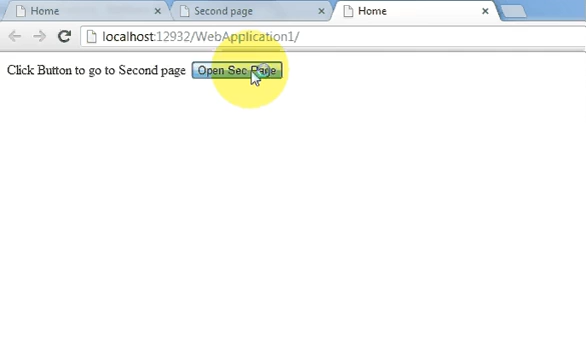 Home Second page Home
localhost:12932/WebApplication1/
Click Button to go to Second page Open Sec Page